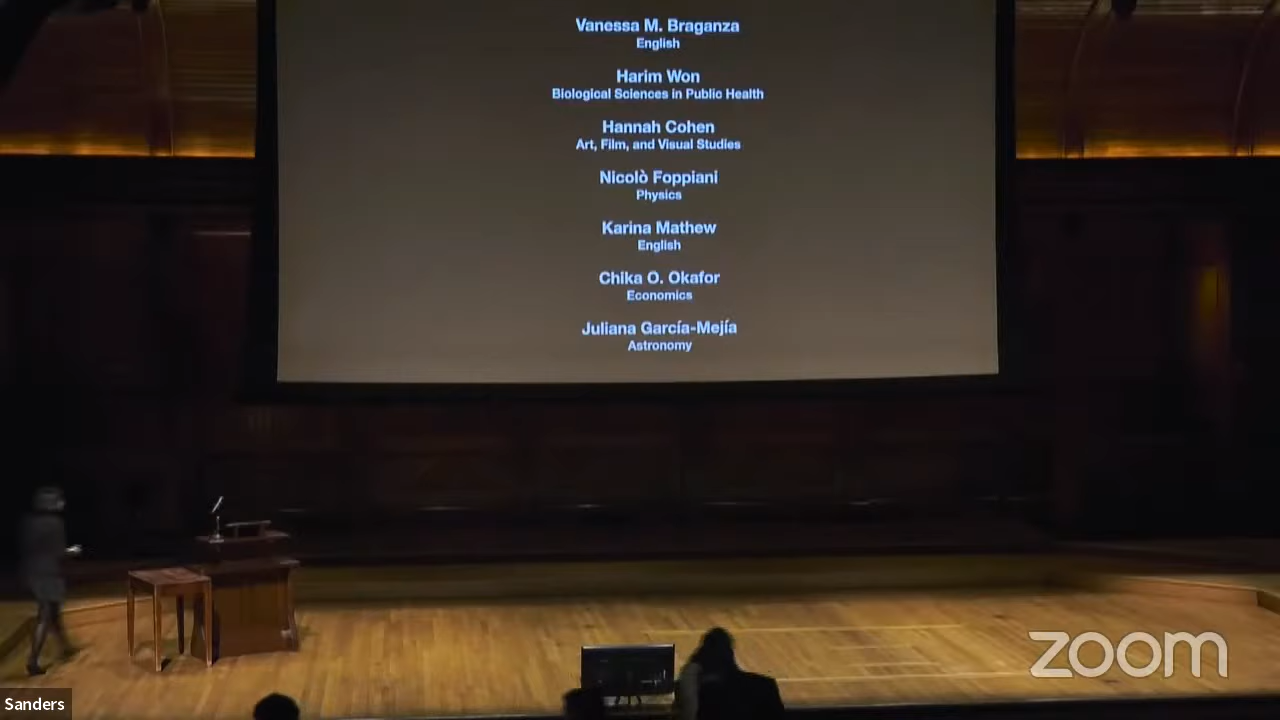 Vanessa M. Braganza
English
Harim Won
Biological Sciences in Public Health
Hannah Cohen
Art, Film, and Visual Studies
Nicolò Foppiani
Physics
Karina Mathew
English
Chika O. Okafor
Economics
Juliana García-Mejía
Astronomy
zoom
Sanders